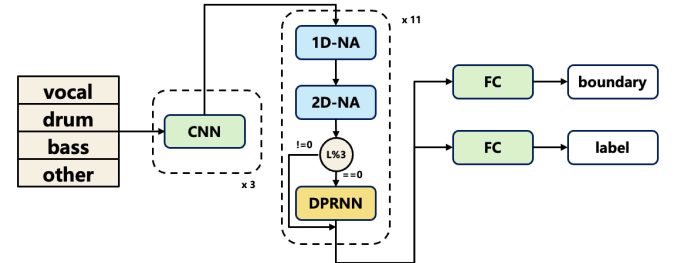 vocal
drum
bass
other
CNN
x 3
x 11
1D-NA
2D-NA
!=0
L%3
==0
DPRNN
FC
boundary
FC
label